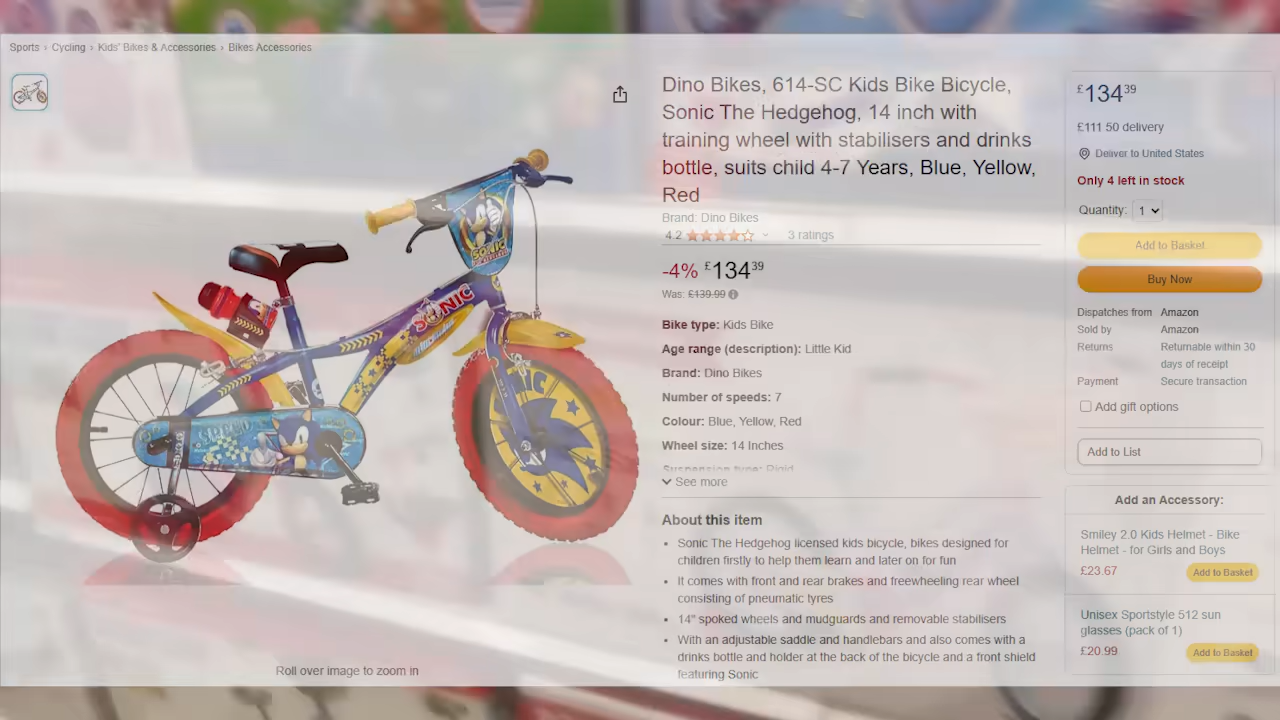 Sports › Cycling › Kids' Bikes & Accessories › Bikes Accessories
Dino Bikes, 614-SC Kids Bike Bicycle,
Sonic The Hedgehog, 14 inch with
training wheel with stabilisers and drinks
bottle, suits child 4-7 Years, Blue, Yellow,
Red
Brand: Dino Bikes
4.2 3 ratings
-4% £134 39
Was: £139.99
Bike type: Kids Bike
Age range (description): Little Kid
Brand: Dino Bikes
Number of speeds: 7
Colour: Blue, Yellow, Red
Wheel size: 14 Inches
Suspension type: Rigid
See more
About this item
• Sonic The Hedgehog licensed kids bicycle, bikes designed for
children firstly to help them learn and later on for fun
• It comes with front and rear brakes and freewheeling rear wheel
consisting of pneumatic tyres
• 14" spoked wheels and mudguards and removable stabilisers
• With an adjustable saddle and handlebars and also comes with a
drinks bottle and holder at the back of the bicycle and a front shield
featuring Sonic
SONIC
SONIC
Roll over image to zoom in
£134 39
£111 50 delivery
Deliver to United States
Only 4 left in stock
Quantity: 1
Add to Basket
Buy Now
Dispatches from Amazon
Sold by Amazon
Returns Returnable within 30
days of receipt
Payment Secure transaction
Add gift options
Add to List
Add an Accessory:
Smiley 2.0 Kids Helmet - Bike
Helmet - for Girls and Boys
£23.67 Add to Basket
Unisex Sportstyle 512 sun
glasses (pack of 1)
£20.99 Add to Basket